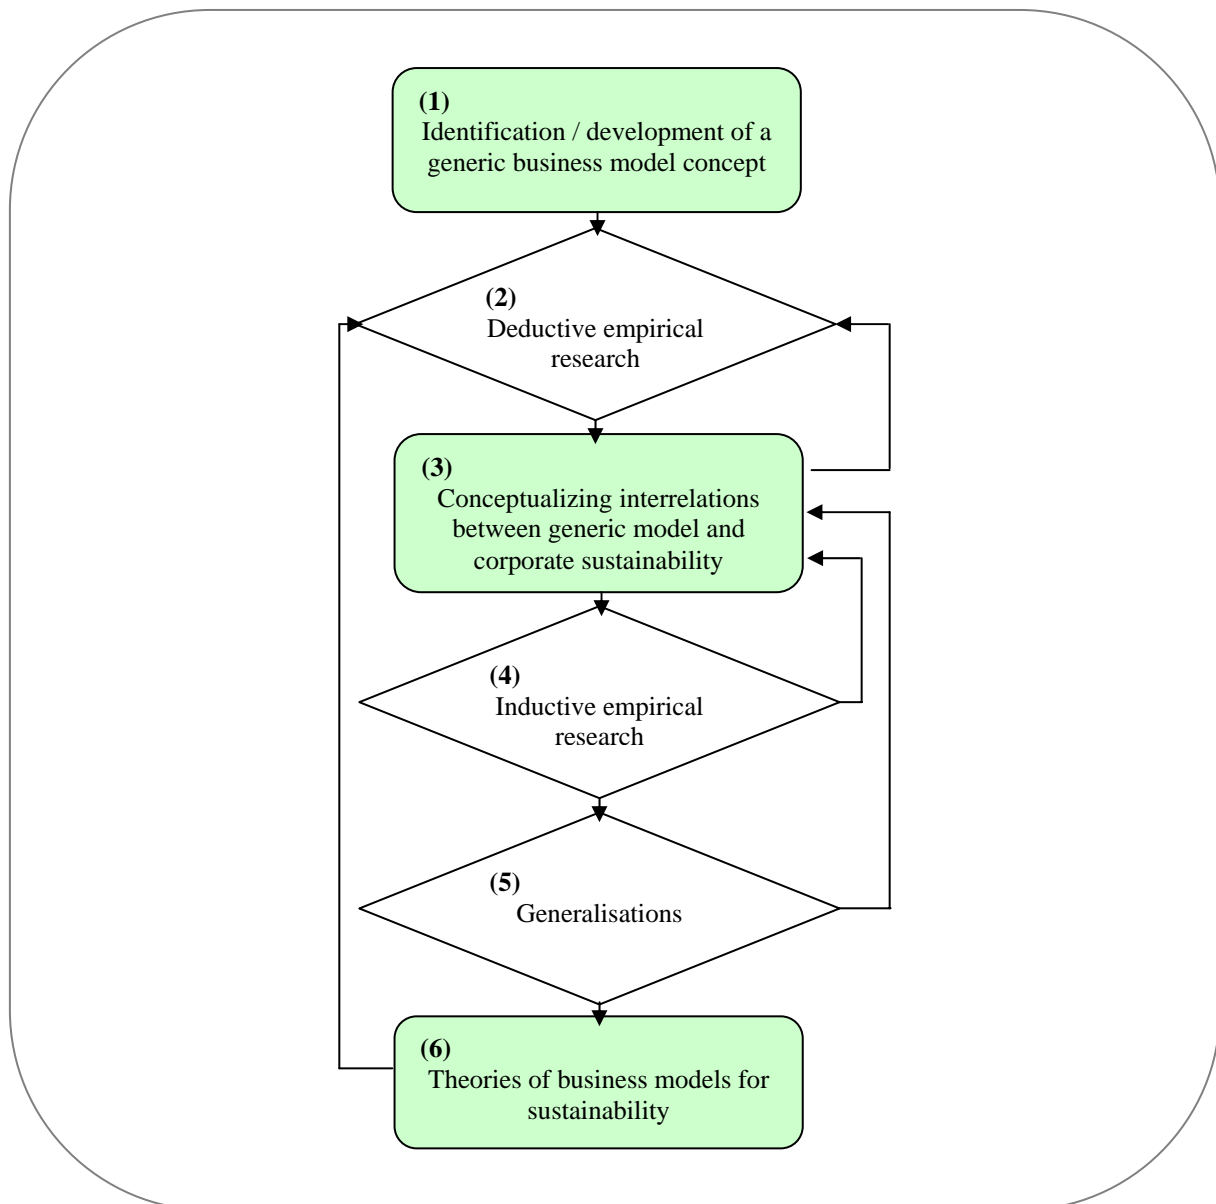 (1)
Identification / development of a
generic business model concept
(2)
Deductive empirical
research
(3)
Conceptualizing interrelations
between generic model and
corporate sustainability
(4)
Inductive empirical
research
(5)
Generalisations
(6)
Theories of business models for
sustainability